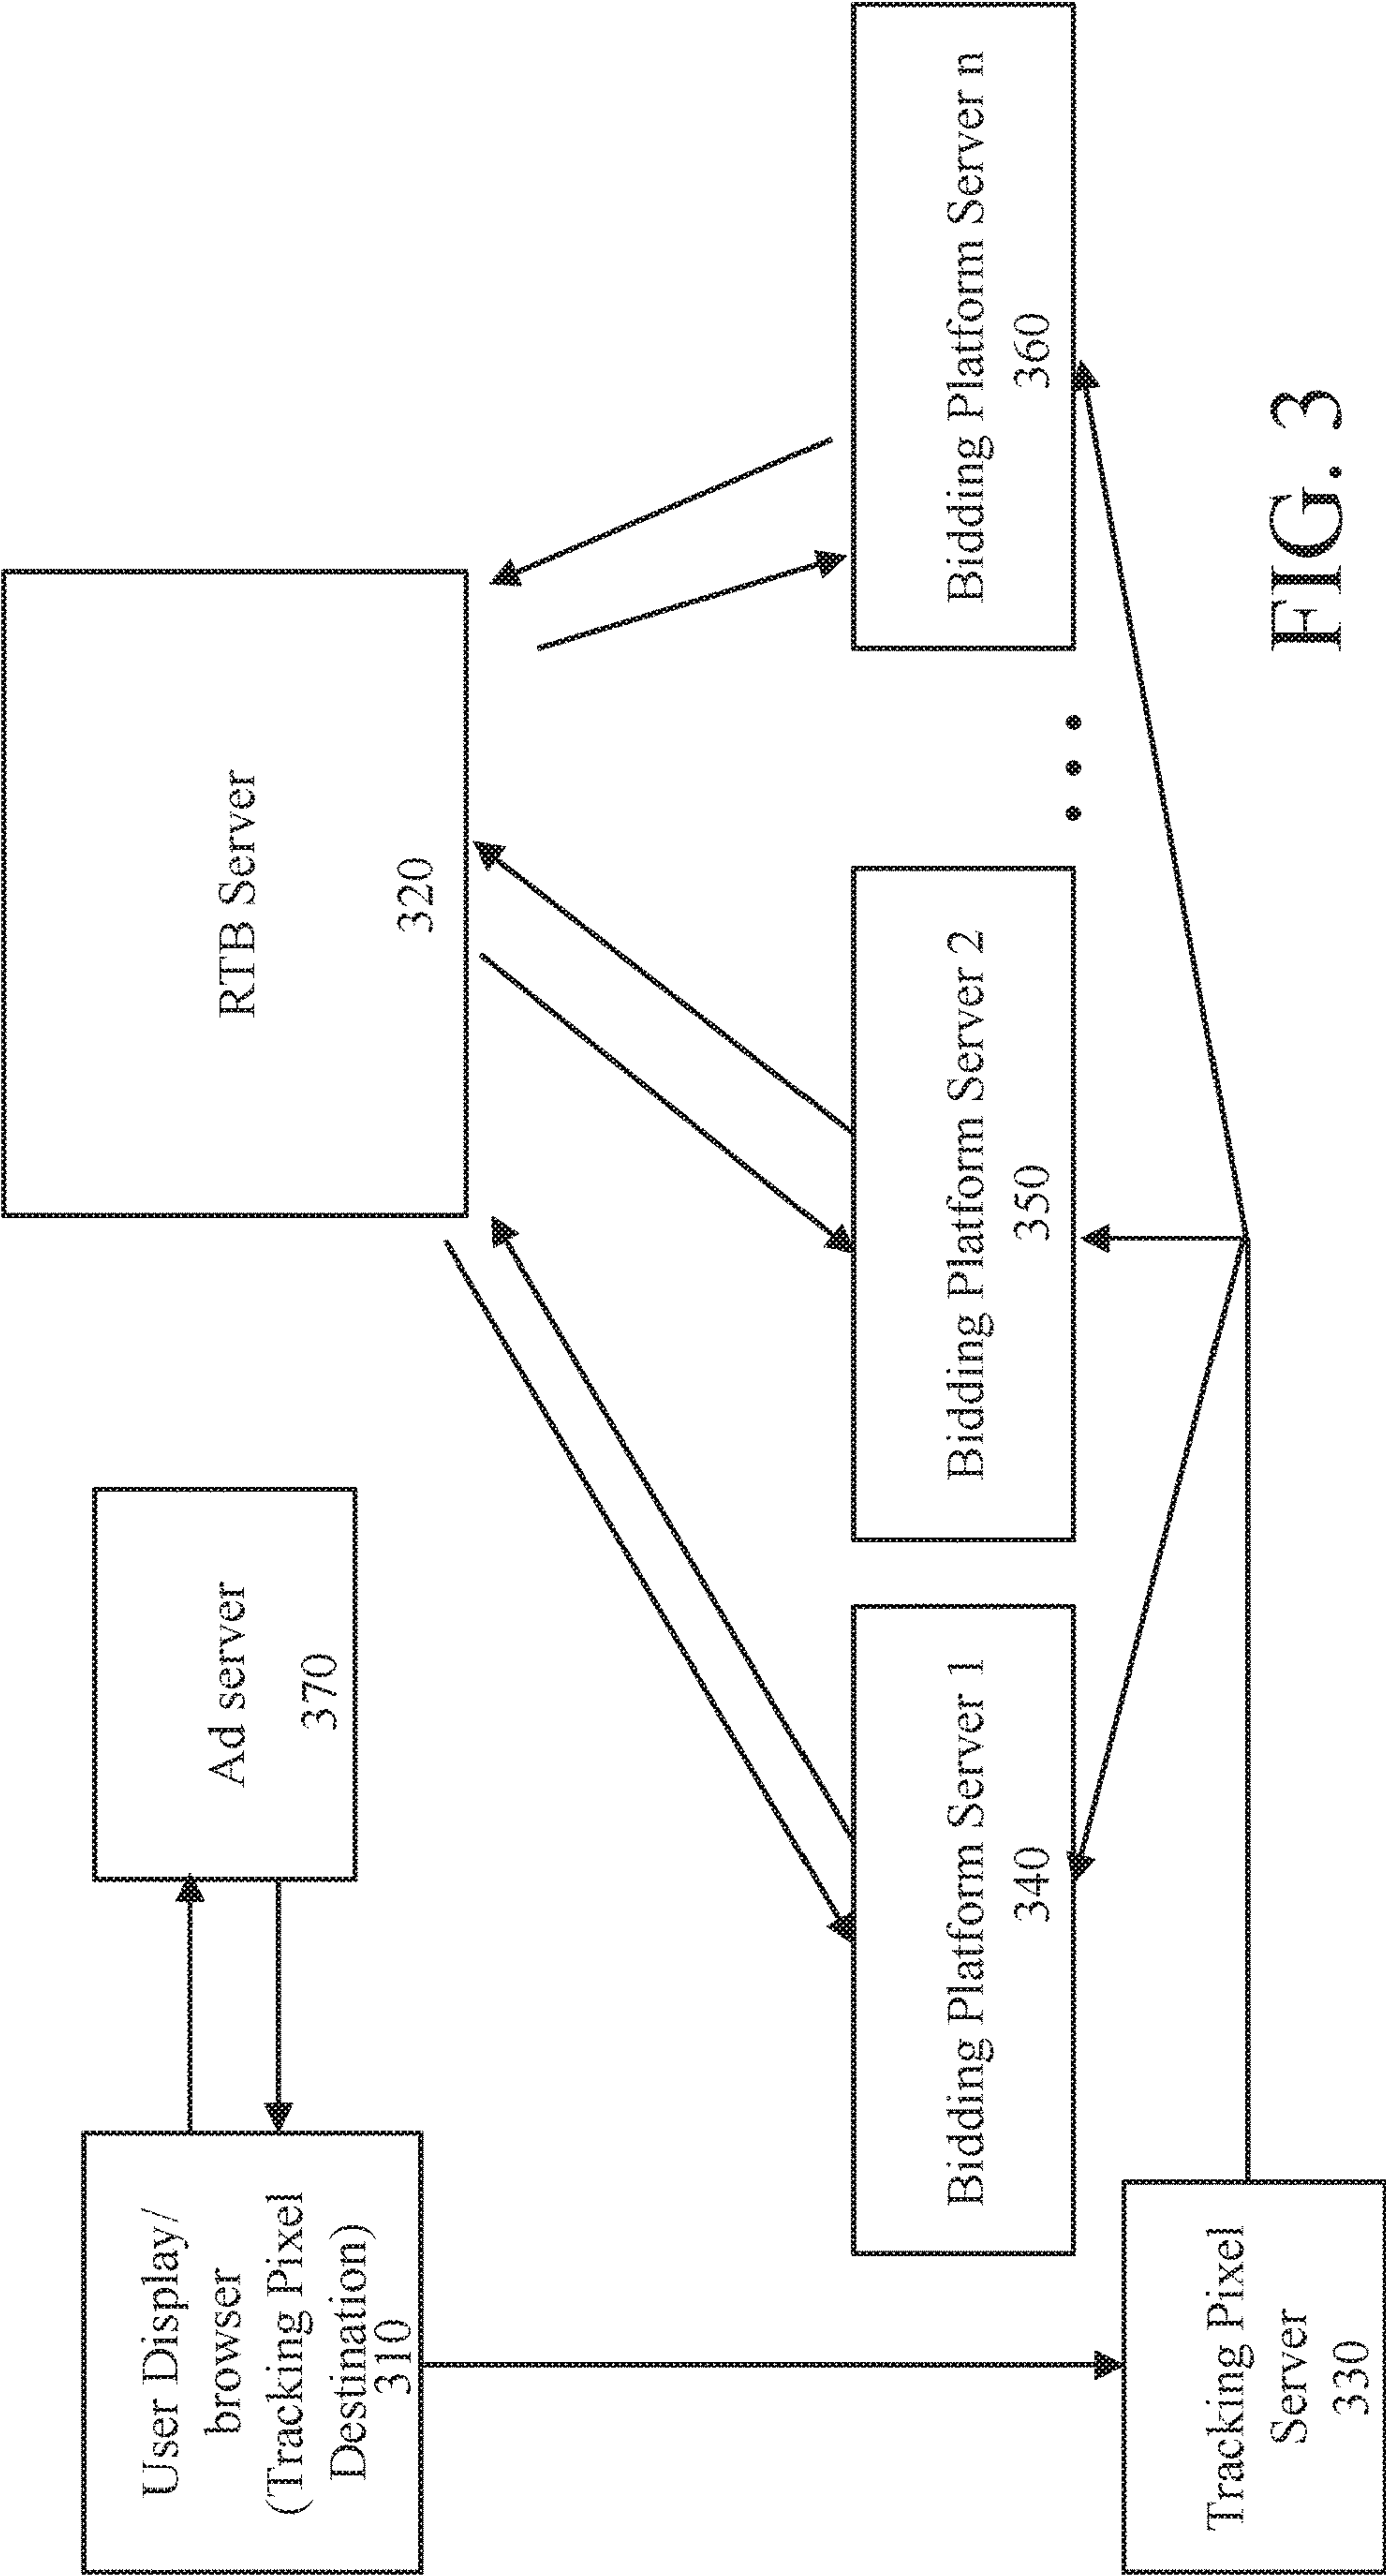 User Display/
browser
(Tracking Pixel
Destination)
310
Ad server
370
RTB Server
320
Bidding Platform Server 1
340
Bidding Platform Server 2
350
Bidding Platform Server n
360
Tracking Pixel
Server
330
FIG. 3